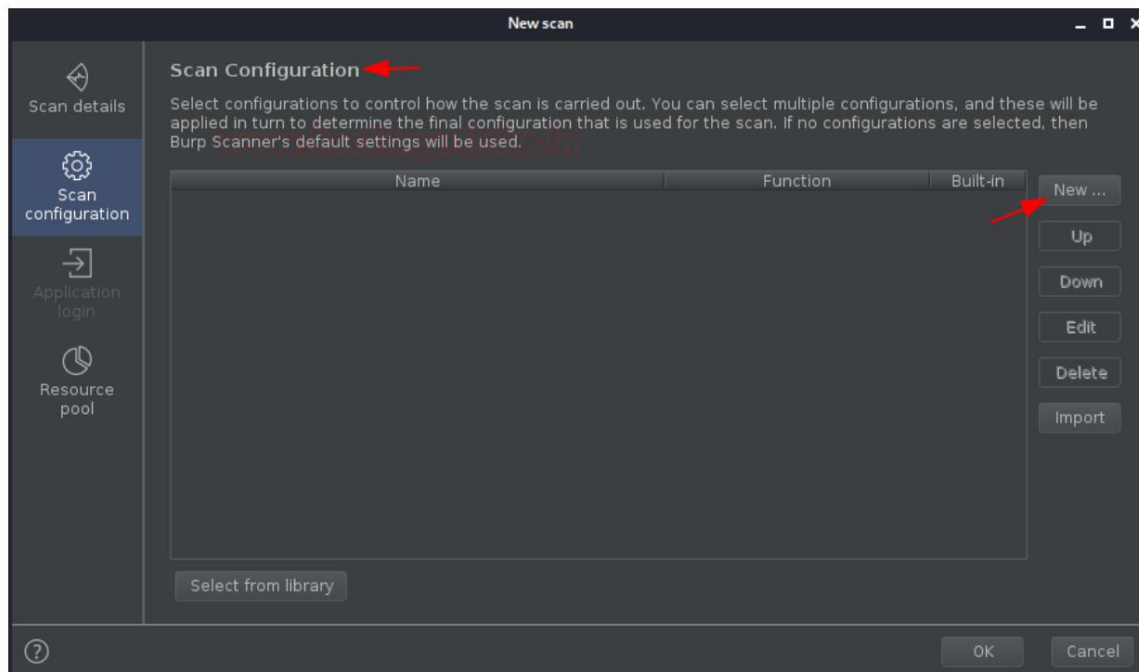 New scan
Scan details
Scan
configuration
Application
login
Resource
pool
Scan Configuration
Select configurations to control how the scan is carried out. You can select multiple configurations, and these will be
applied in turn to determine the final configuration that is used for the scan. If no configurations are selected, then
Burp Scanner's default settings will be used.
Name Function Built-in
New ...
Up
Down
Edit
Delete
Import
Select from library
?
OK Cancel